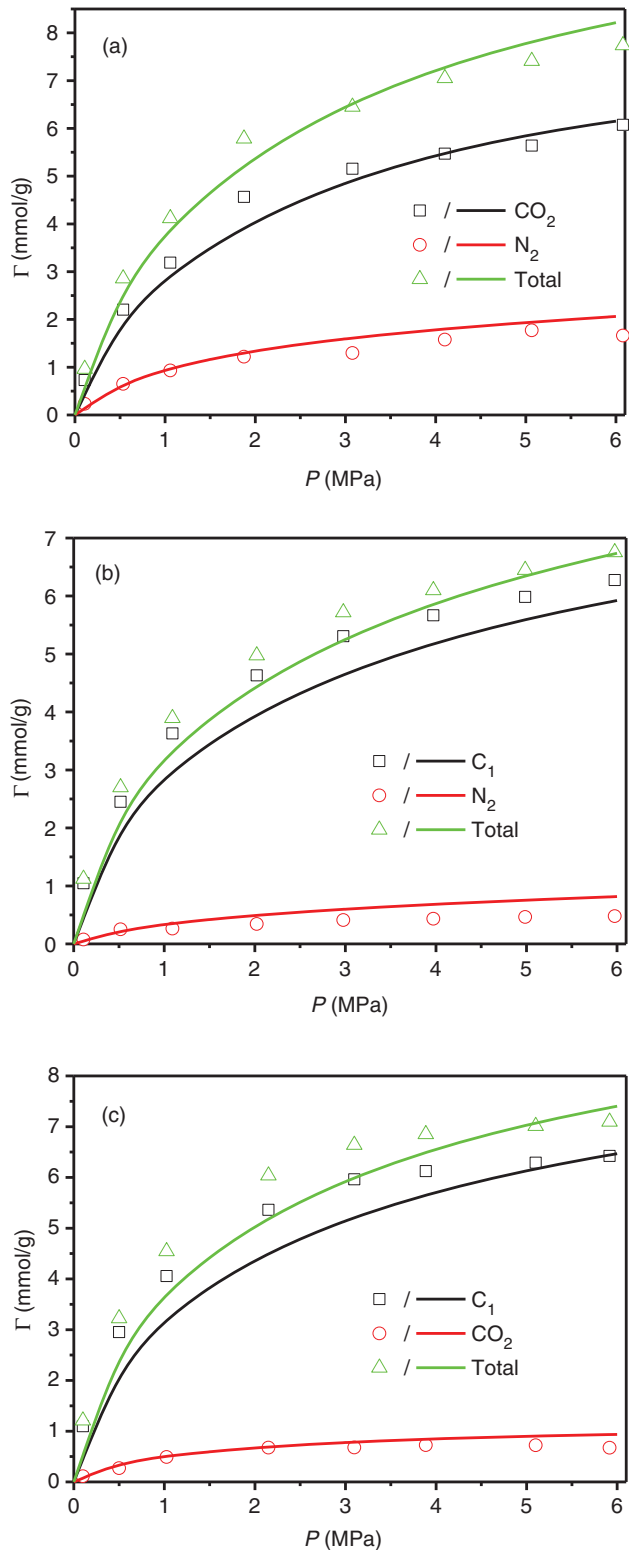 (a)
8
7
6
5
4
3
2
1
0
Γ (mmol/g)
/ CO₂
/ N₂
/ Total
0 1 2 3 4 5 6
P (MPa)
(b)
7
6
5
4
3
2
1
0
Γ (mmol/g)
/ C₁
/ N₂
/ Total
0 1 2 3 4 5 6
P (MPa)
(c)
8
7
6
5
4
3
2
1
0
Γ (mmol/g)
/ C₁
/ CO₂
/ Total
0 1 2 3 4 5 6
P (MPa)